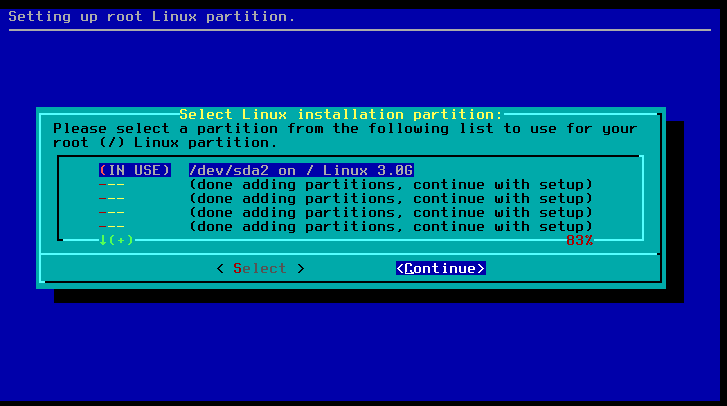 Setting up root Linux partition.
Select Linux installation partition:
Please select a partition from the following list to use for your
root (/) Linux partition.
(IN USE) /dev/sda2 on / Linux 3.0G
--- (done adding partitions, continue with setup)
--- (done adding partitions, continue with setup)
--- (done adding partitions, continue with setup)
--- (done adding partitions, continue with setup)
↓(+) 83%
< Select > <Continue>